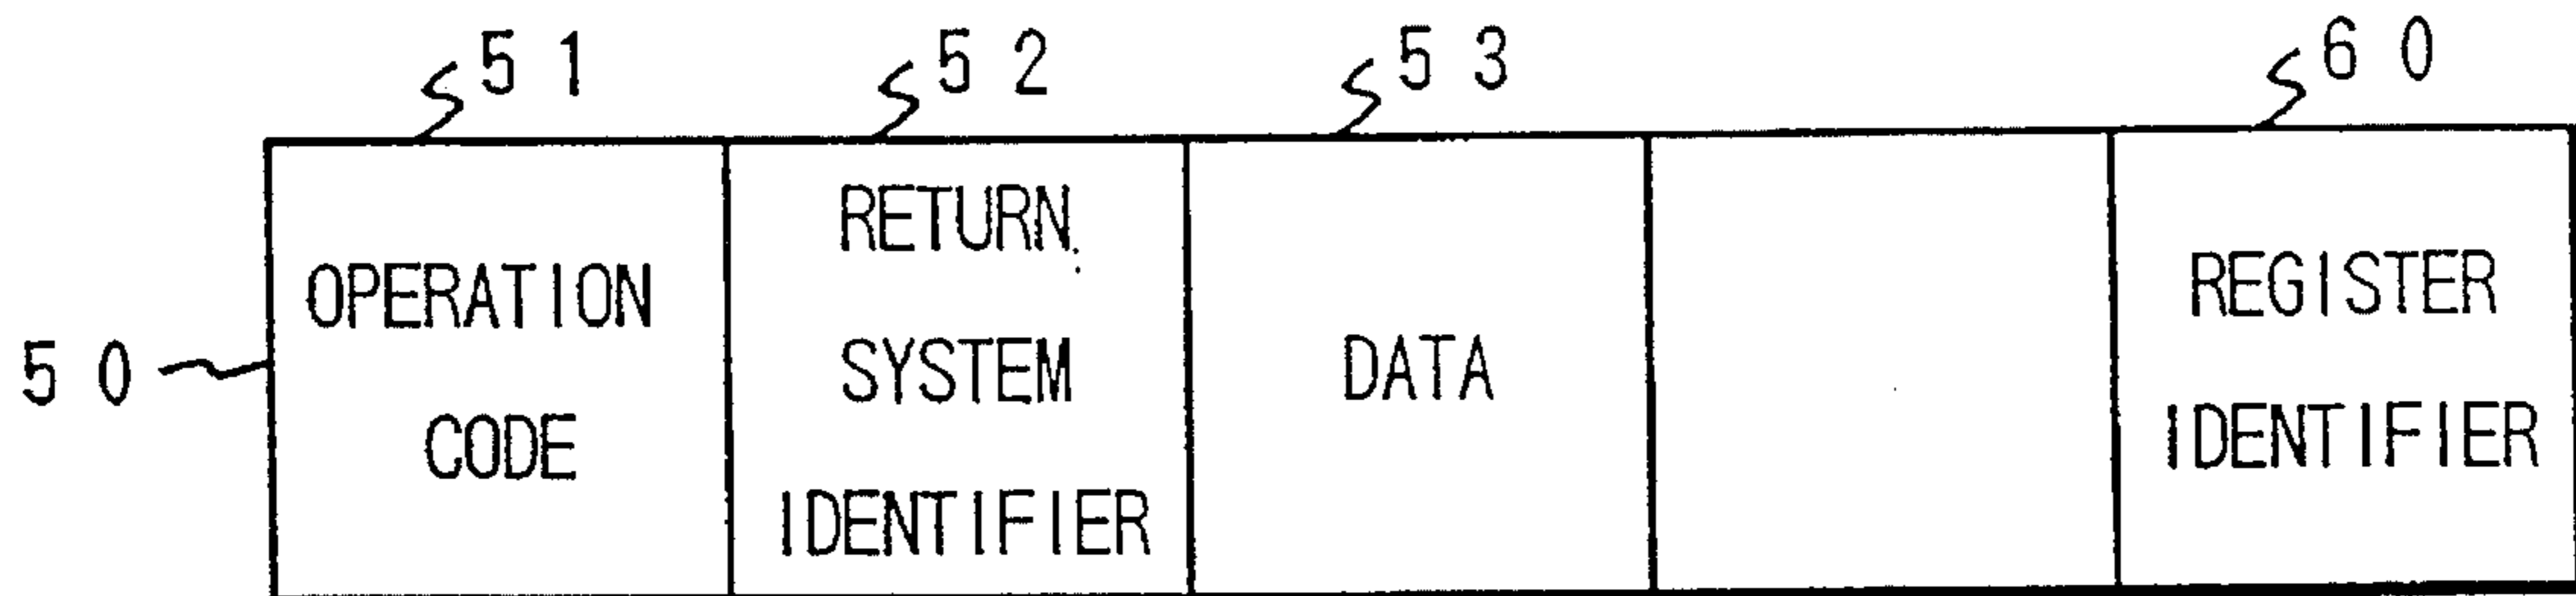 51 52 53 60
50
OPERATION
CODE
RETURN
SYSTEM
IDENTIFIER
DATA
REGISTER
IDENTIFIER